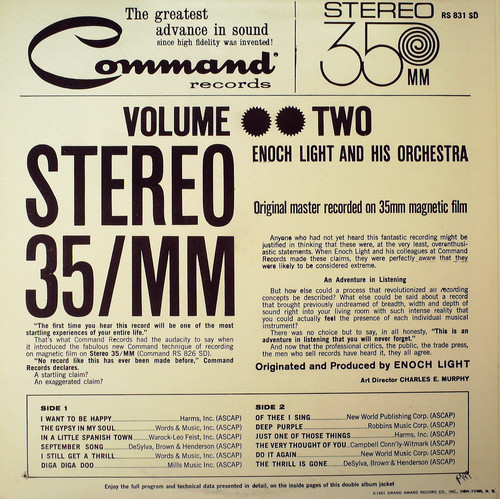 The greatest
advance in sound
since high fidelity was invented!
Command
records
STEREO
RS 831 SD
35
MM
VOLUME TWO
STEREO
35/MM
ENOCH LIGHT AND HIS ORCHESTRA
Original master recorded on 35mm magnetic film
Anyone who had not yet heard this fantastic recording might be
justified in thinking that these were, at the very least, overenthusi-
astic statements. When Enoch Light and his colleagues at Command
Records made these claims, they were perfectly aware that they
were likely to be considered extreme.
An Adventure in Listening
But how else could a process that revolutionized all recording
concepts be described? What else could be said about a record
that brought previously undreamed of breadth, width and depth of
sound right into your living room with such intense reality that
you could actually feel the presence of each individual musical
instrument?
There was no choice but to say, in all honesty, "This is an
adventure in listening that you will never forget."
And now that the professional critics, the public, the trade press,
the men who sell records have heard it, they all agree.
Originated and Produced by ENOCH LIGHT
Art Director CHARLES E. MURPHY
"The first time you hear this record will be one of the most
startling experiences of your entire life."
That's what Command Records had the audacity to say when
it introduced the fabulous new Command technique of recording
on magnetic film on Stereo 35/MM (Command RS 826 SD).
"No record like this has ever been made before," Command
Records declares.
A startling claim?
An exaggerated claim?
SIDE 1
I WANT TO BE HAPPY Harms, Inc. (ASCAP)
THE GYPSY IN MY SOUL Words & Music, Inc. (ASCAP)
IN A LITTLE SPANISH TOWN Warock-Leo Feist, Inc. (ASCAP)
SEPTEMBER SONG DeSylva, Brown & Henderson (ASCAP)
I STILL GET A THRILL Words & Music, Inc. (ASCAP)
DIGA DIGA DOO Mills Music Inc. (ASCAP)
SIDE 2
OF THEE I SING New World Publishing Corp. (ASCAP)
DEEP PURPLE Robbins Music Corp. (ASCAP)
JUST ONE OF THOSE THINGS Harms, Inc. (ASCAP)
THE VERY THOUGHT OF YOU Campbell Conn'ly-Witmark (ASCAP)
DO IT AGAIN New World Music Corp. (ASCAP)
THE THRILL IS GONE DeSylva, Brown & Henderson (ASCAP)
Enjoy the full program and technical data presented in detail, on the inside pages of this double album jacket
©1961 GRAND AWARD RECORD CO., INC., NEW YORK, N. Y.